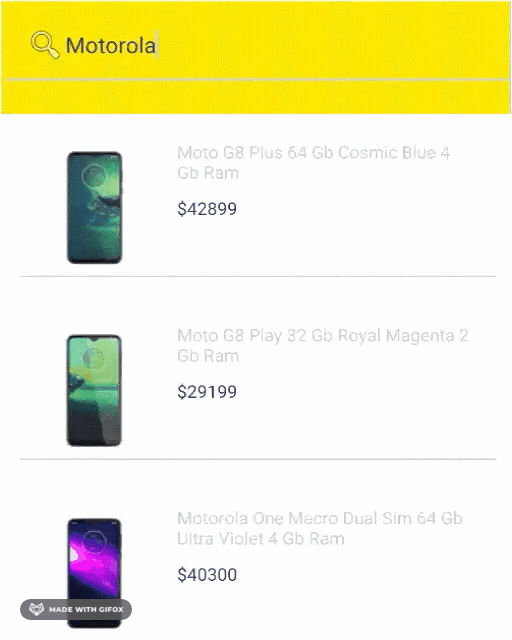 Motorola
Moto G8 Plus 64 Gb Cosmic Blue 4
Gb Ram
$42899
Moto G8 Play 32 Gb Royal Magenta 2
Gb Ram
$29199
Motorola One Macro Dual Sim 64 Gb
Ultra Violet 4 Gb Ram
$40300
MADE WITH GIFOX